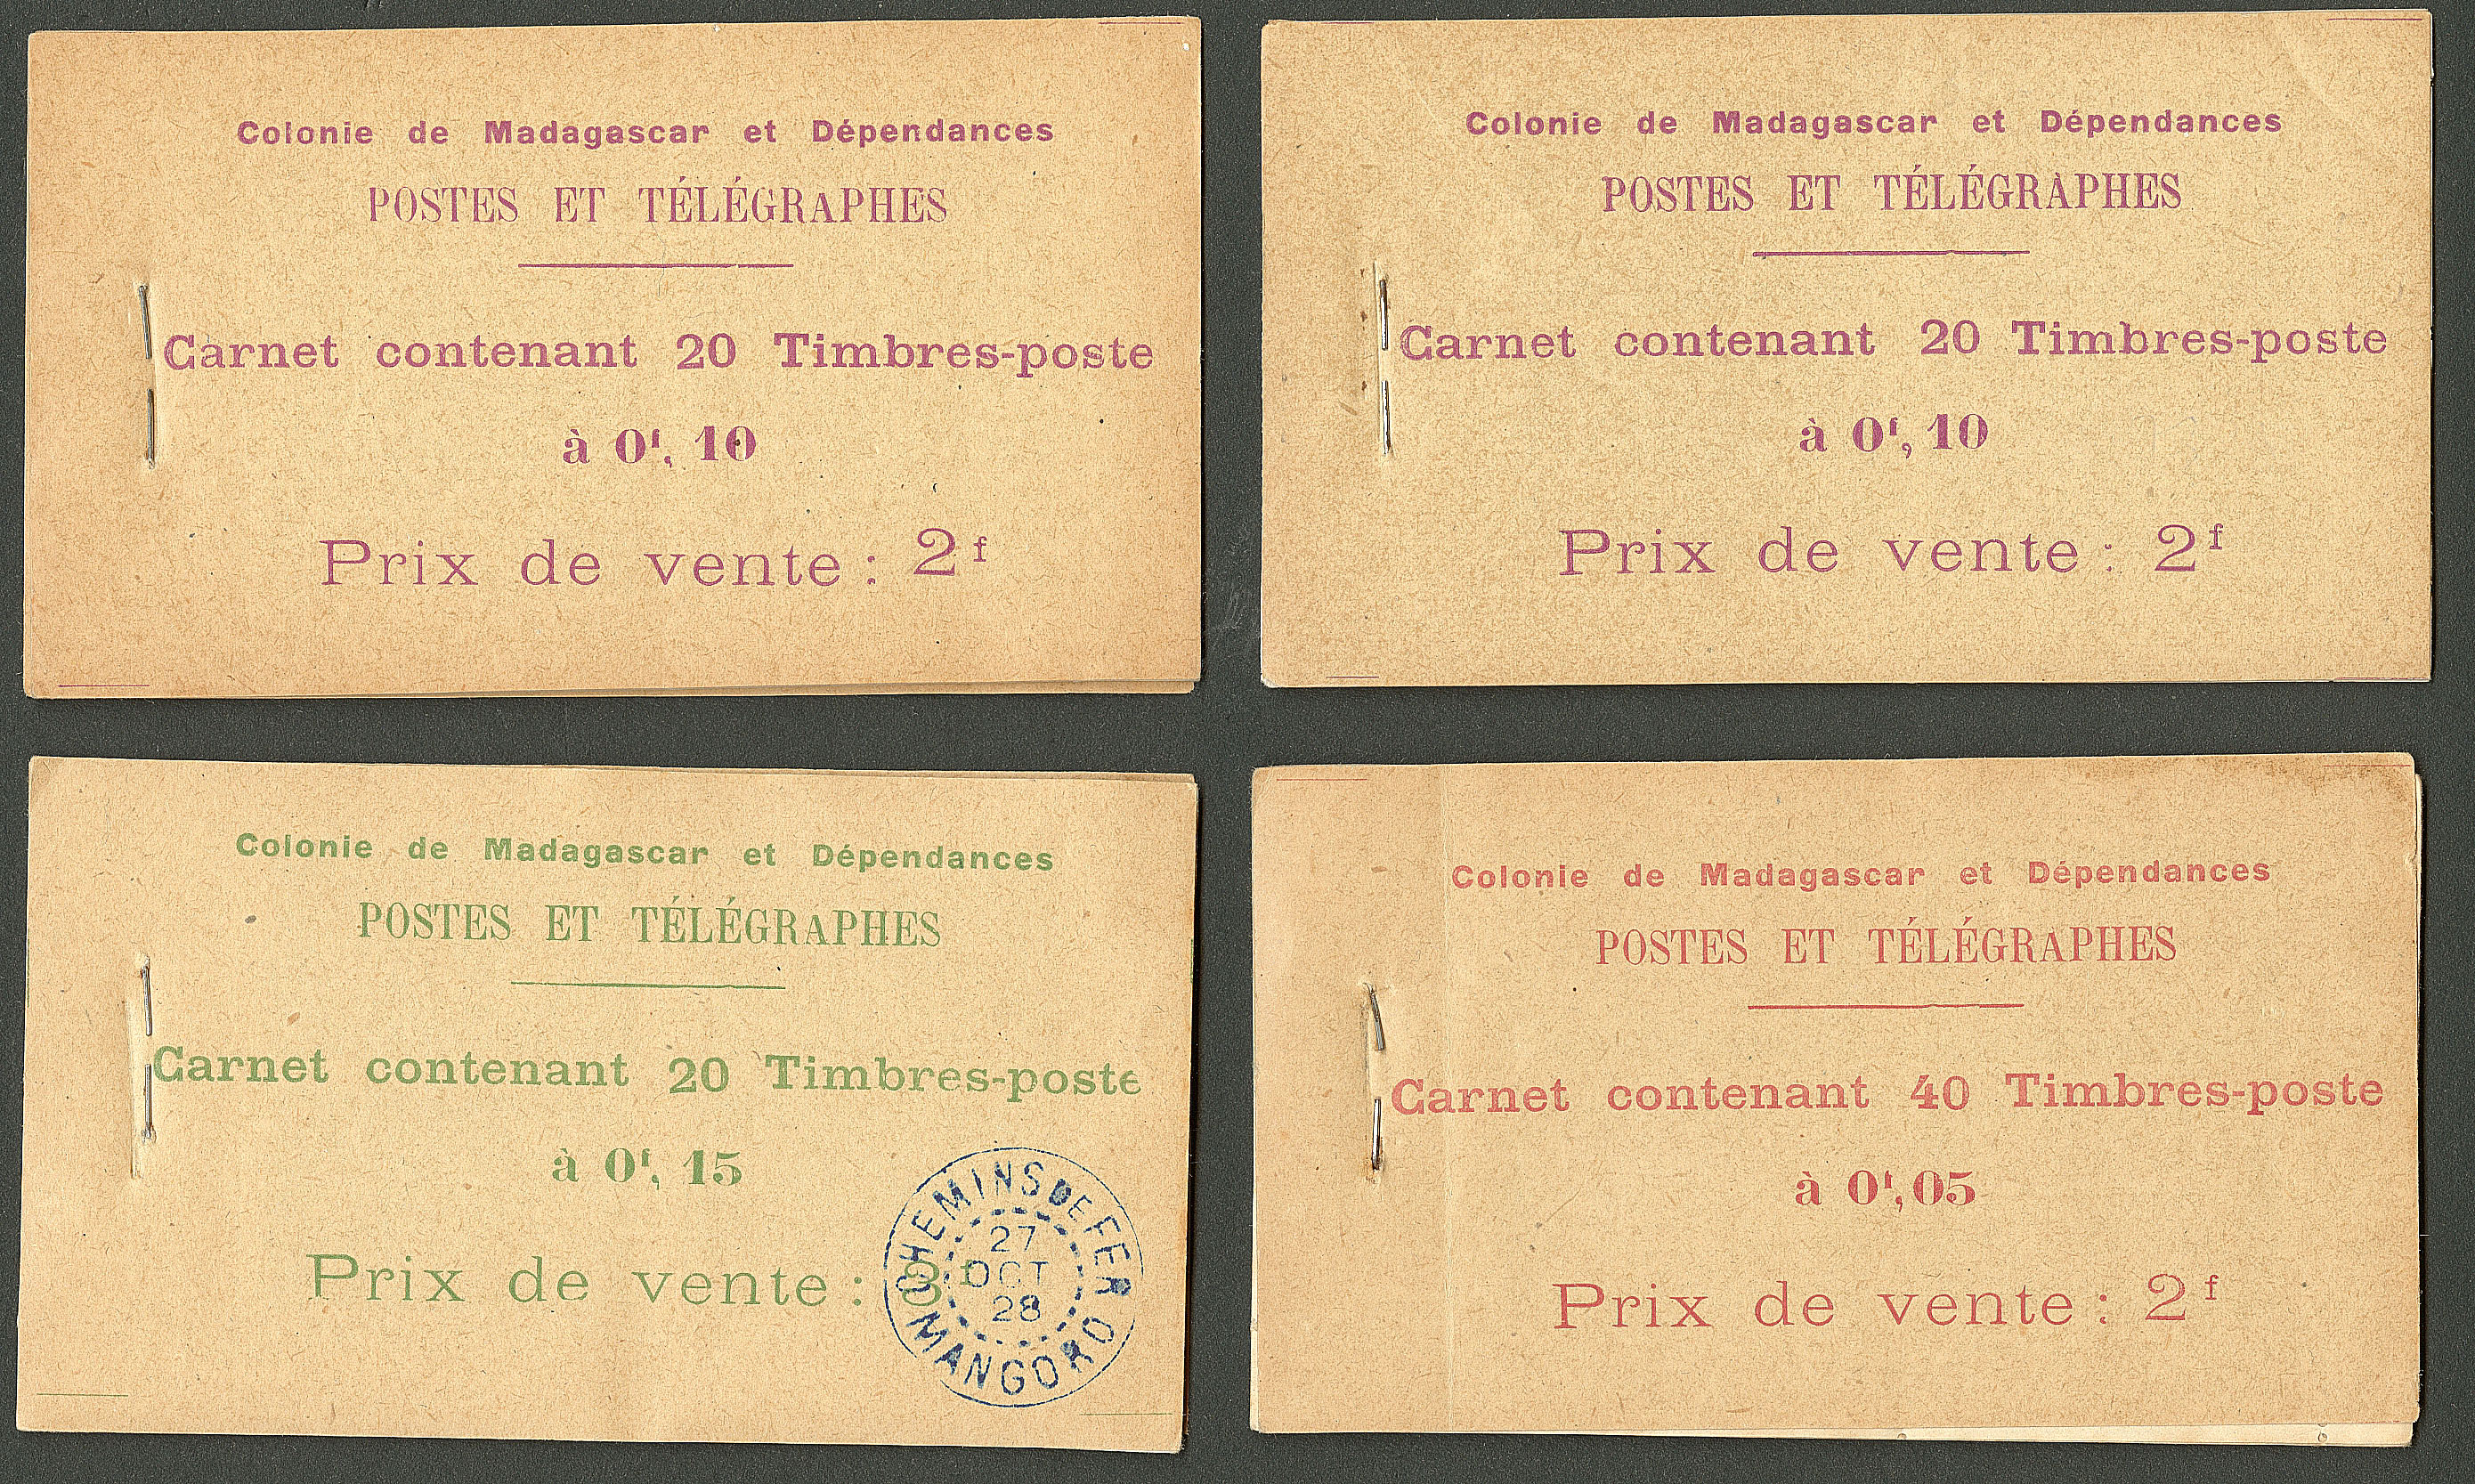 Colonie de Madagascar et Dépendances
POSTES ET TÉLÉGRAPHES
Carnet contenant 20 Timbres-poste
à 0f, 10
Prix de vente : 2f
Colonie de Madagascar et Dépendances
POSTES ET TÉLÉGRAPHES
Carnet contenant 20 Timbres-poste
à 0f, 10
Prix de vente : 2f
Colonie de Madagascar et Dépendances
POSTES ET TÉLÉGRAPHES
Carnet contenant 20 Timbres-poste
à 0f, 15
Prix de vente : 3f
CHEMINS DE FER
27
OCT
28
O MANGORO
Colonie de Madagascar et Dépendances
POSTES ET TÉLÉGRAPHES
Carnet contenant 40 Timbres-poste
à 0f, 05
Prix de vente : 2f